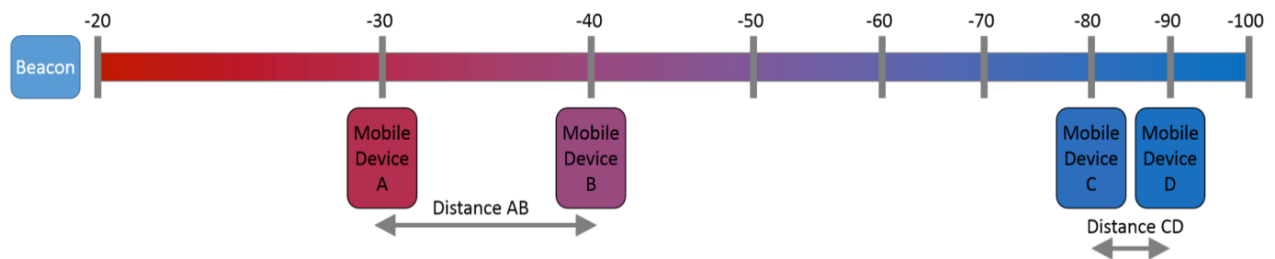 -20 -30 -40 -50 -60 -70 -80 -90 -100
Beacon
Mobile
Device
A
Mobile
Device
B
Mobile
Device
C
Mobile
Device
D
Distance AB
Distance CD